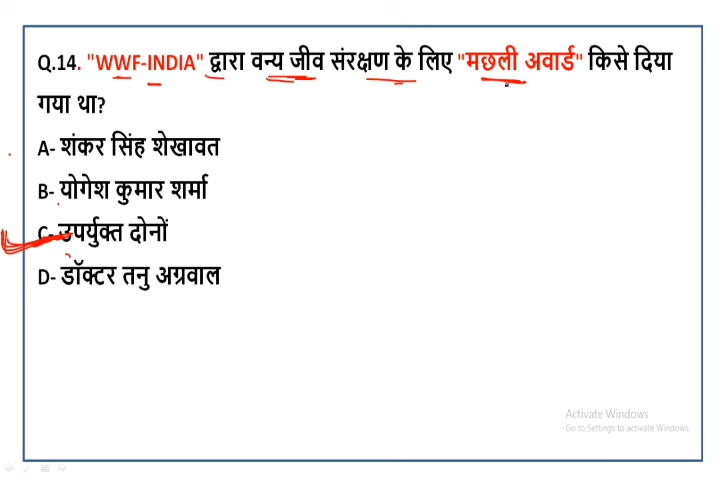 Q.14. "WWF-INDIA" द्वारा वन्य जीव संरक्षण के लिए "मछली अवार्ड" किसे दिया
गया था?
A- शंकर सिंह शेखावत
B- योगेश कुमार शर्मा
C- उपर्युक्त दोनों
D- डॉक्टर तनु अग्रवाल
Activate Windows
Go to Settings to activate Windows.